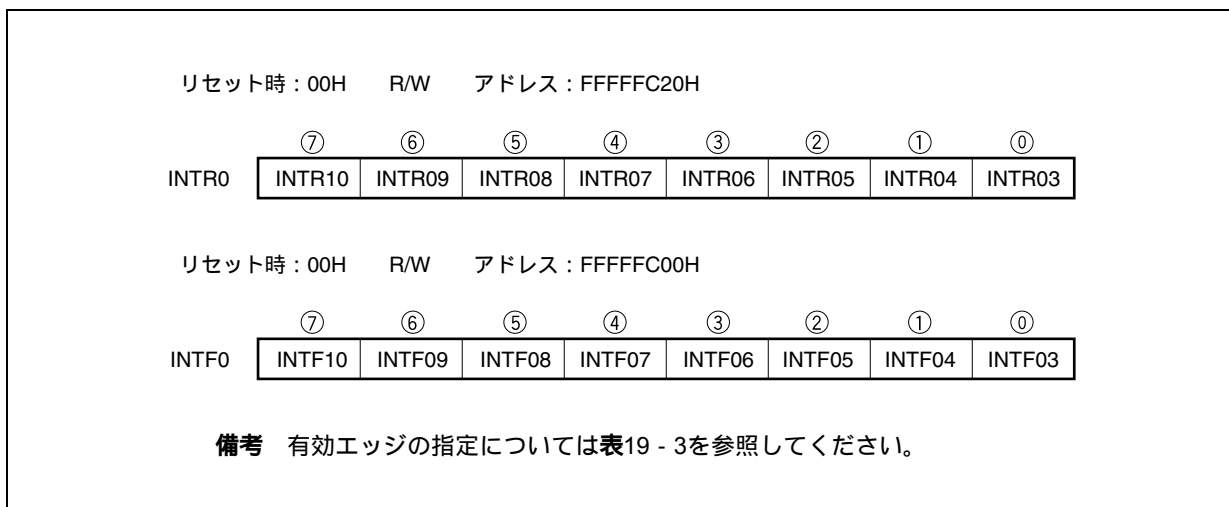 リセット時：00H R/W アドレス：FFFFFC20H
⑦ ⑥ ⑤ ④ ③ ② ① ⓪
INTR0 INTR10 INTR09 INTR08 INTR07 INTR06 INTR05 INTR04 INTR03
リセット時：00H R/W アドレス：FFFFFC00H
⑦ ⑥ ⑤ ④ ③ ② ① ⓪
INTF0 INTF10 INTF09 INTF08 INTF07 INTF06 INTF05 INTF04 INTF03
備考 有効エッジの指定については表19 - 3を参照してください。